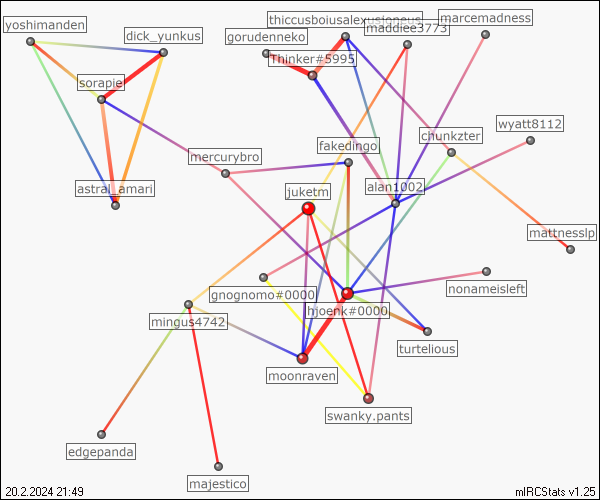 yoshimanden
dick_yunkus
gorudenneko
maddiee3773
marcemadness
Thinker#5995
sorapie
chunkzter
wyatt8112
mercurybro
fakedingo
astral_amari
juketm
alan1002
mattnesslp
gnognomo#0000
nonameisleft
mingus4742
hjoenk#0000
turtelious
moonraven
swanky.pants
edgepanda
majestico
20.2.2024 21:49
mIRCStats v1.25